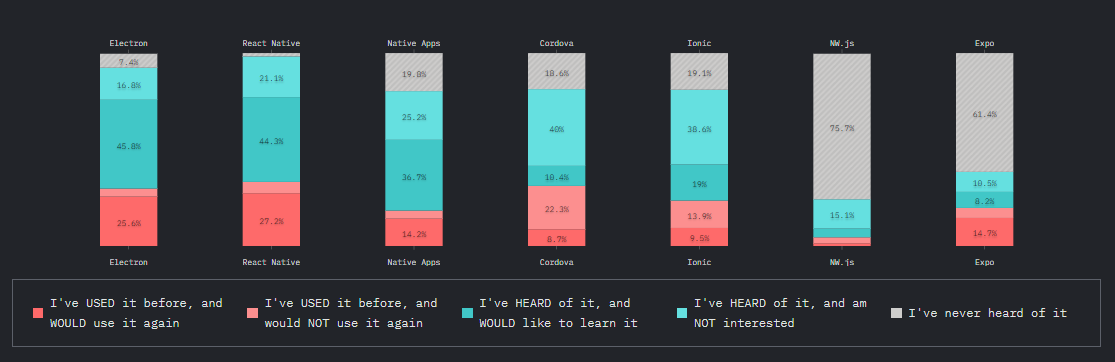 Electron React Native Native Apps Cordova Ionic NW.js Expo
7.4% 19.8% 18.6% 19.1%
16.8% 21.1% 25.2% 40% 38.6% 75.7% 61.4%
45.8% 44.3% 36.7% 10.4% 19% 15.1% 10.5%
22.3% 13.9% 8.2%
25.6% 27.2% 14.2% 8.7% 9.5% 14.7%
Electron React Native Native Apps Cordova Ionic NW.js Expo
I've USED it before, and
WOULD use it again
I've USED it before, and
would NOT use it again
I've HEARD of it, and
WOULD like to learn it
I've HEARD of it, and am
NOT interested
I've never heard of it